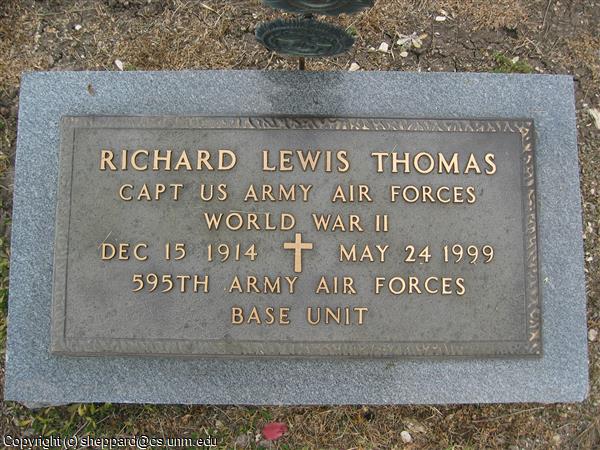 RICHARD LEWIS THOMAS
CAPT US ARMY AIR FORCES
WORLD WAR II
DEC 15 1914 MAY 24 1999
595TH ARMY AIR FORCES
BASE UNIT
Copyright (c) sheppard@cs.unm.edu